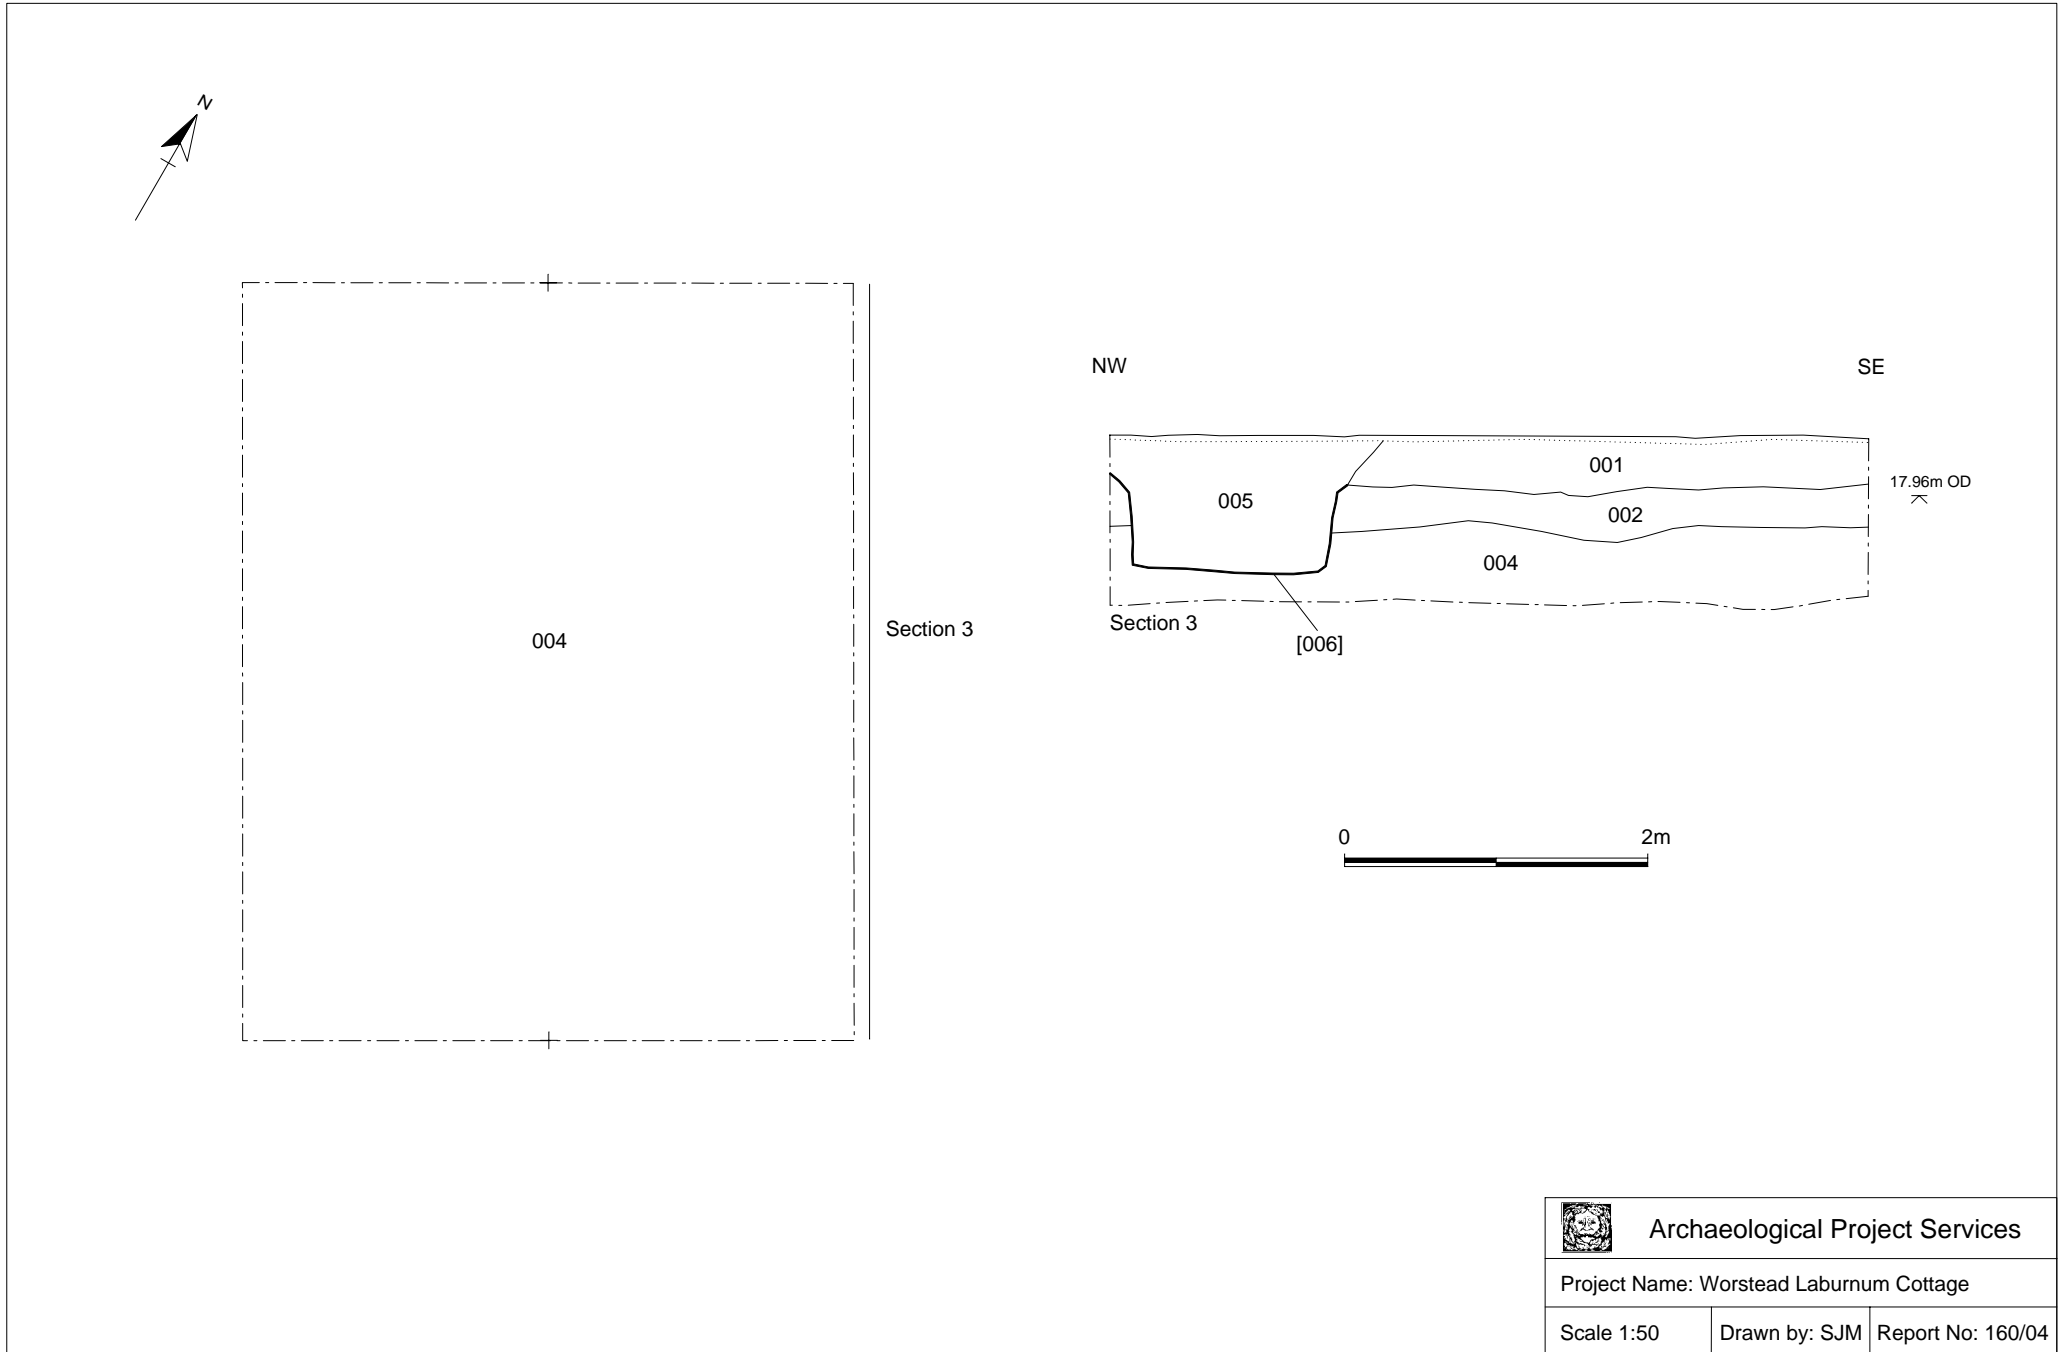 N
004
Section 3
NW
SE
001
005
002
17.96m OD
004
Section 3
[006]
0 2m
Archaeological Project Services
Project Name: Worstead Laburnum Cottage
Scale 1:50 Drawn by: SJM Report No: 160/04